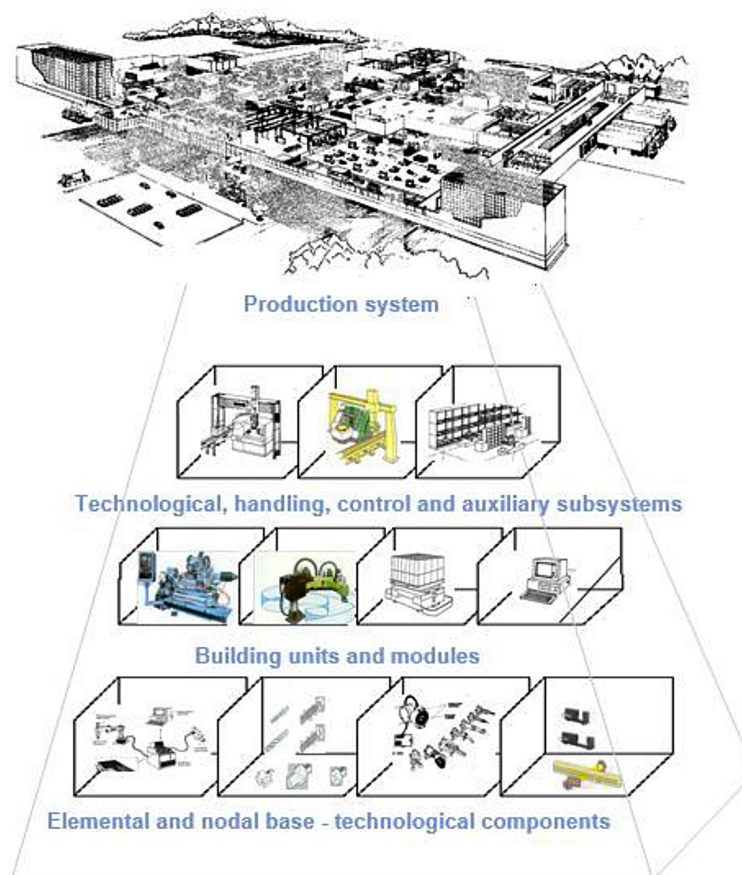 Production system
Technological, handling, control and auxiliary subsystems
Building units and modules
Elemental and nodal base - technological components